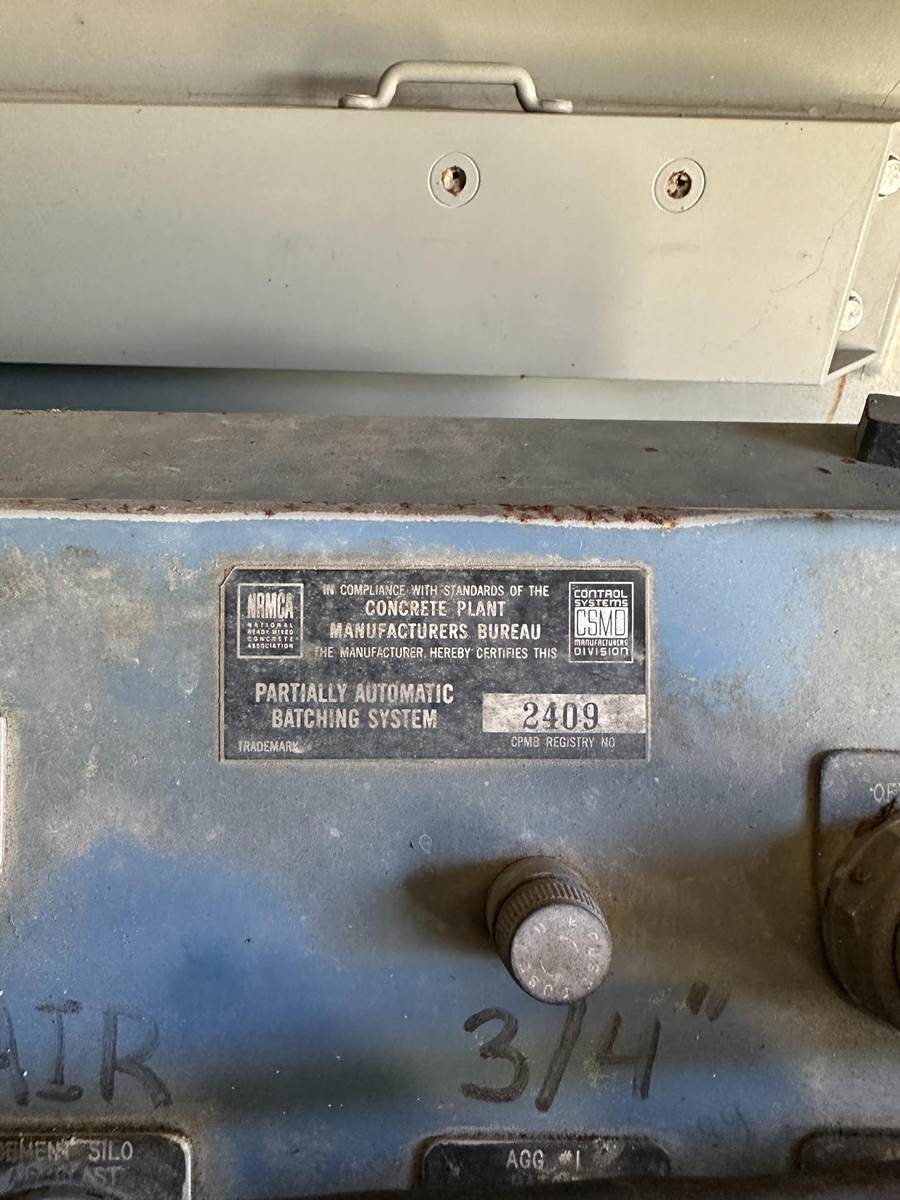 NRMCA
NATIONAL
READY MIXED
CONCRETE
ASSOCIATION
IN COMPLIANCE WITH STANDARDS OF THE
CONCRETE PLANT
MANUFACTURERS BUREAU
THE MANUFACTURER HEREBY CERTIFIES THIS
CONTROL
SYSTEMS
CSMD
MANUFACTURERS
DIVISION
PARTIALLY AUTOMATIC
BATCHING SYSTEM
2409
TRADEMARK
CPMB REGISTRY NO
FUSE
AIR
3/4"
CEMENT SILO
AGG #1